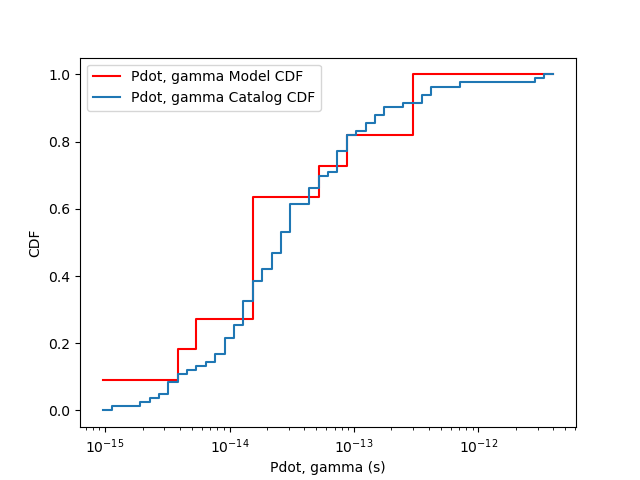 Pdot, gamma Model CDF
Pdot, gamma Catalog CDF
1.0
0.8
0.6
0.4
0.2
0.0
CDF
10⁻¹⁵
10⁻¹⁴
10⁻¹³
10⁻¹²
Pdot, gamma (s)